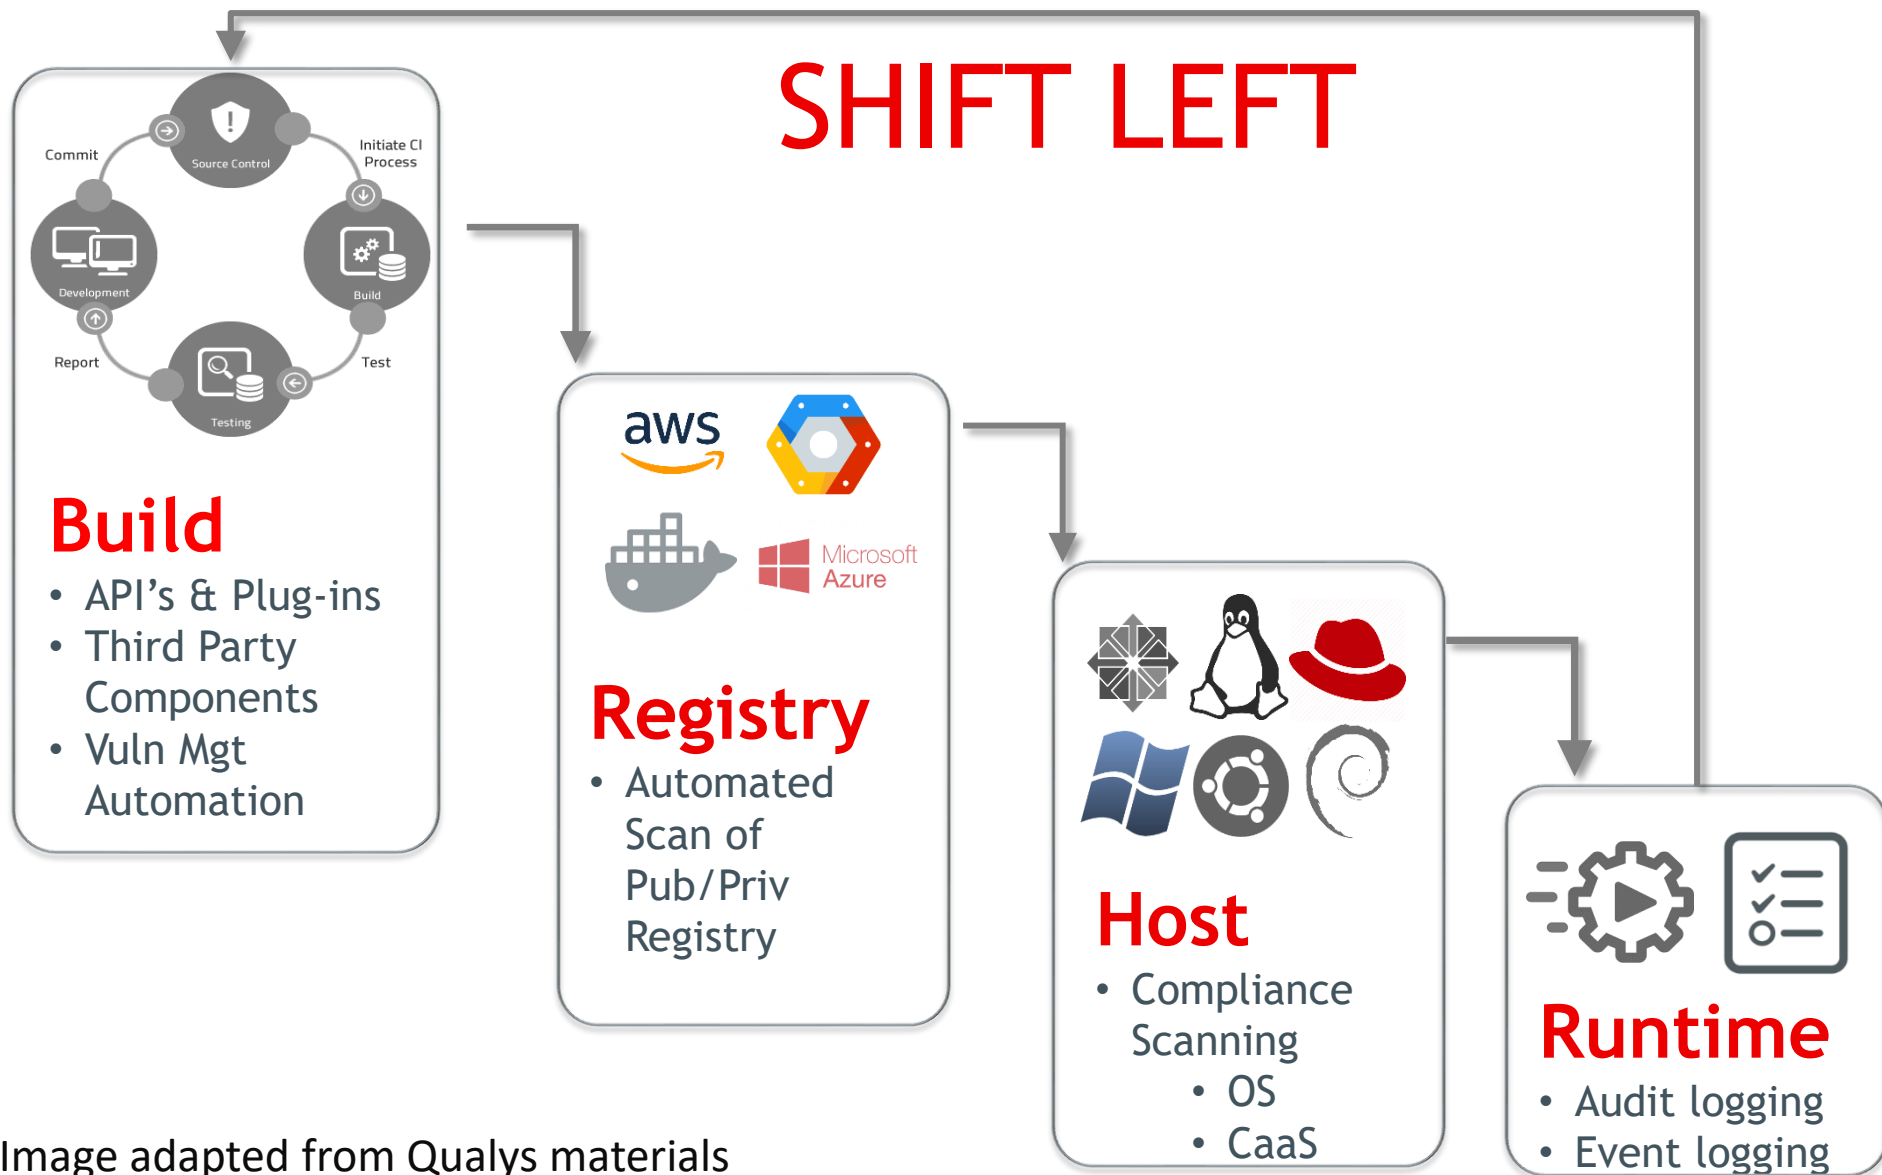 SHIFT LEFT
Source Control
Commit
Initiate CI
Process
Development
Build
Report
Test
Testing
Build
• API’s & Plug-ins
• Third Party
Components
• Vuln Mgt
Automation
aws
Microsoft
Azure
Registry
• Automated
Scan of
Pub/Priv
Registry
Host
• Compliance
Scanning
• OS
• CaaS
Runtime
• Audit logging
• Event logging
Image adapted from Qualys materials